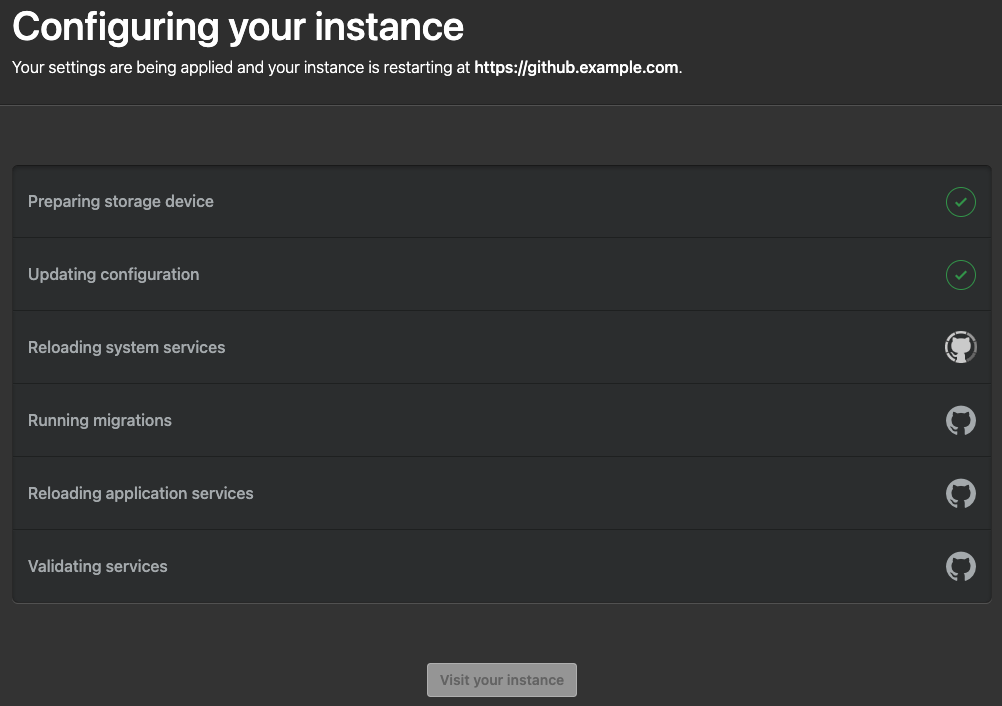 Configuring your instance
Your settings are being applied and your instance is restarting at https://github.example.com.
Preparing storage device
Updating configuration
Reloading system services
Running migrations
Reloading application services
Validating services
Visit your instance